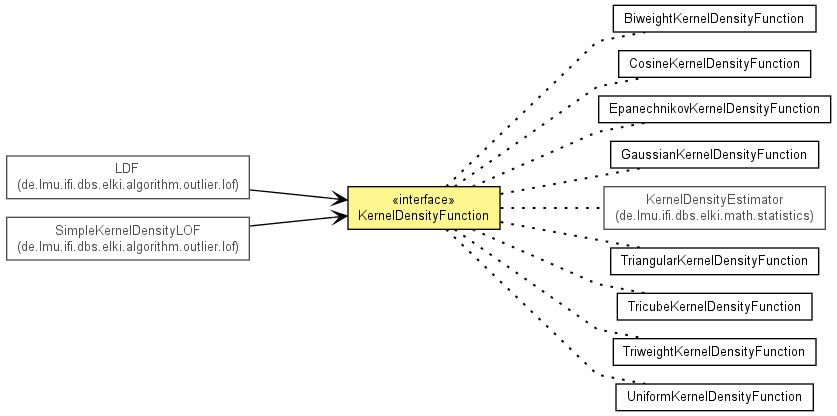 BiweightKernelDensityFunction
CosineKernelDensityFunction
EpanechnikovKernelDensityFunction
GaussianKernelDensityFunction
LDF
(de.lmu.ifi.dbs.elki.algorithm.outlier.lof)
SimpleKernelDensityLOF
(de.lmu.ifi.dbs.elki.algorithm.outlier.lof)
«interface»
KernelDensityFunction
KernelDensityEstimator
(de.lmu.ifi.dbs.elki.math.statistics)
TriangularKernelDensityFunction
TricubeKernelDensityFunction
TriweightKernelDensityFunction
UniformKernelDensityFunction